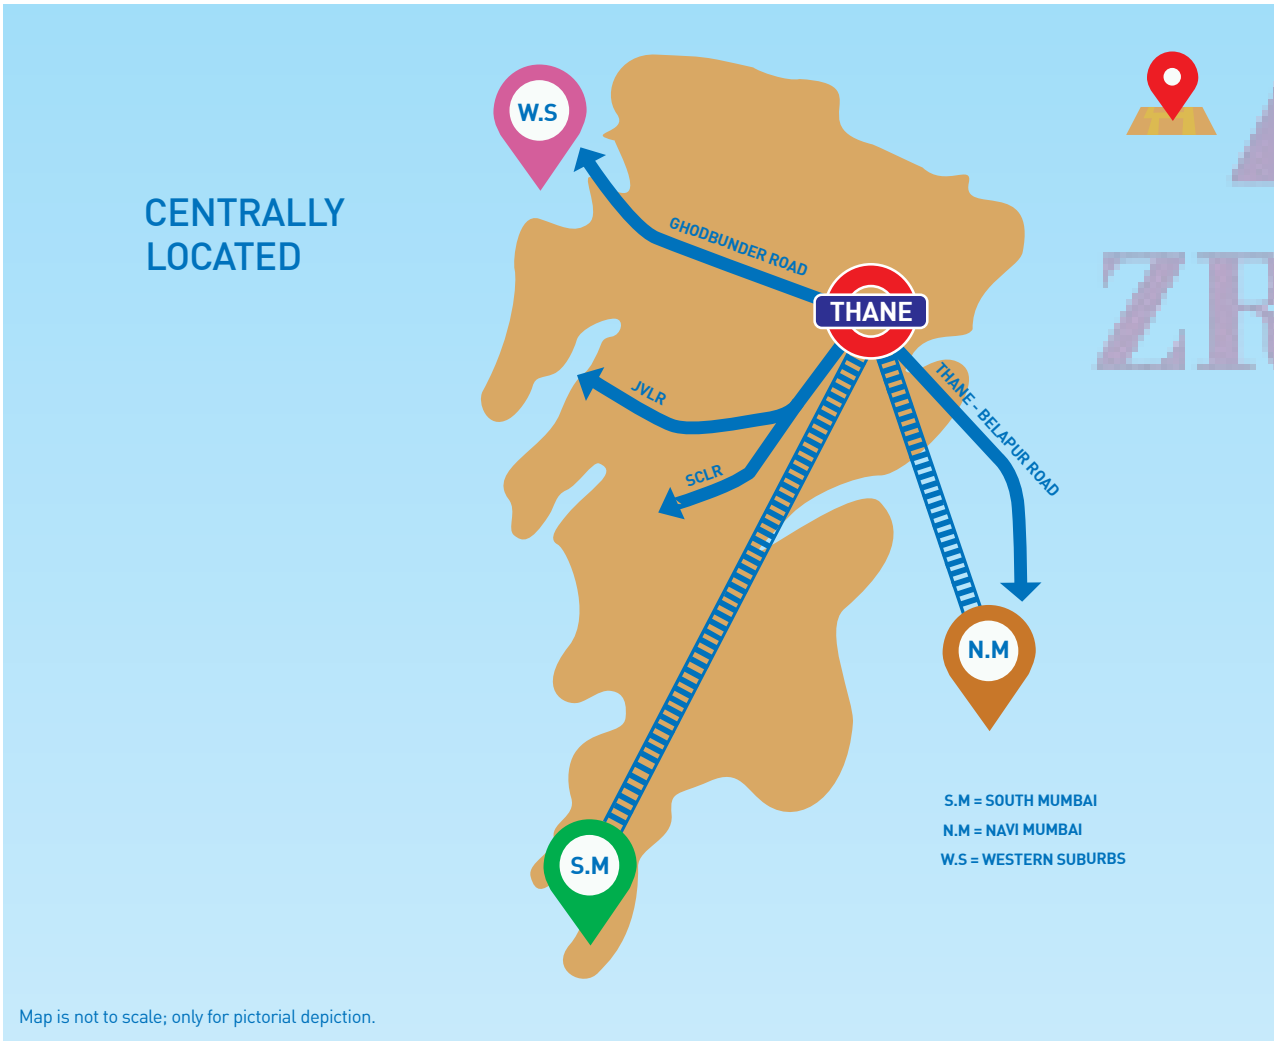 W.S
CENTRALLY
LOCATED
GHODBUNDER ROAD
THANE
ZR
JVLR
THANE - BELAPUR ROAD
SCLR
N.M
S.M = SOUTH MUMBAI
N.M = NAVI MUMBAI
W.S = WESTERN SUBURBS
S.M
Map is not to scale; only for pictorial depiction.